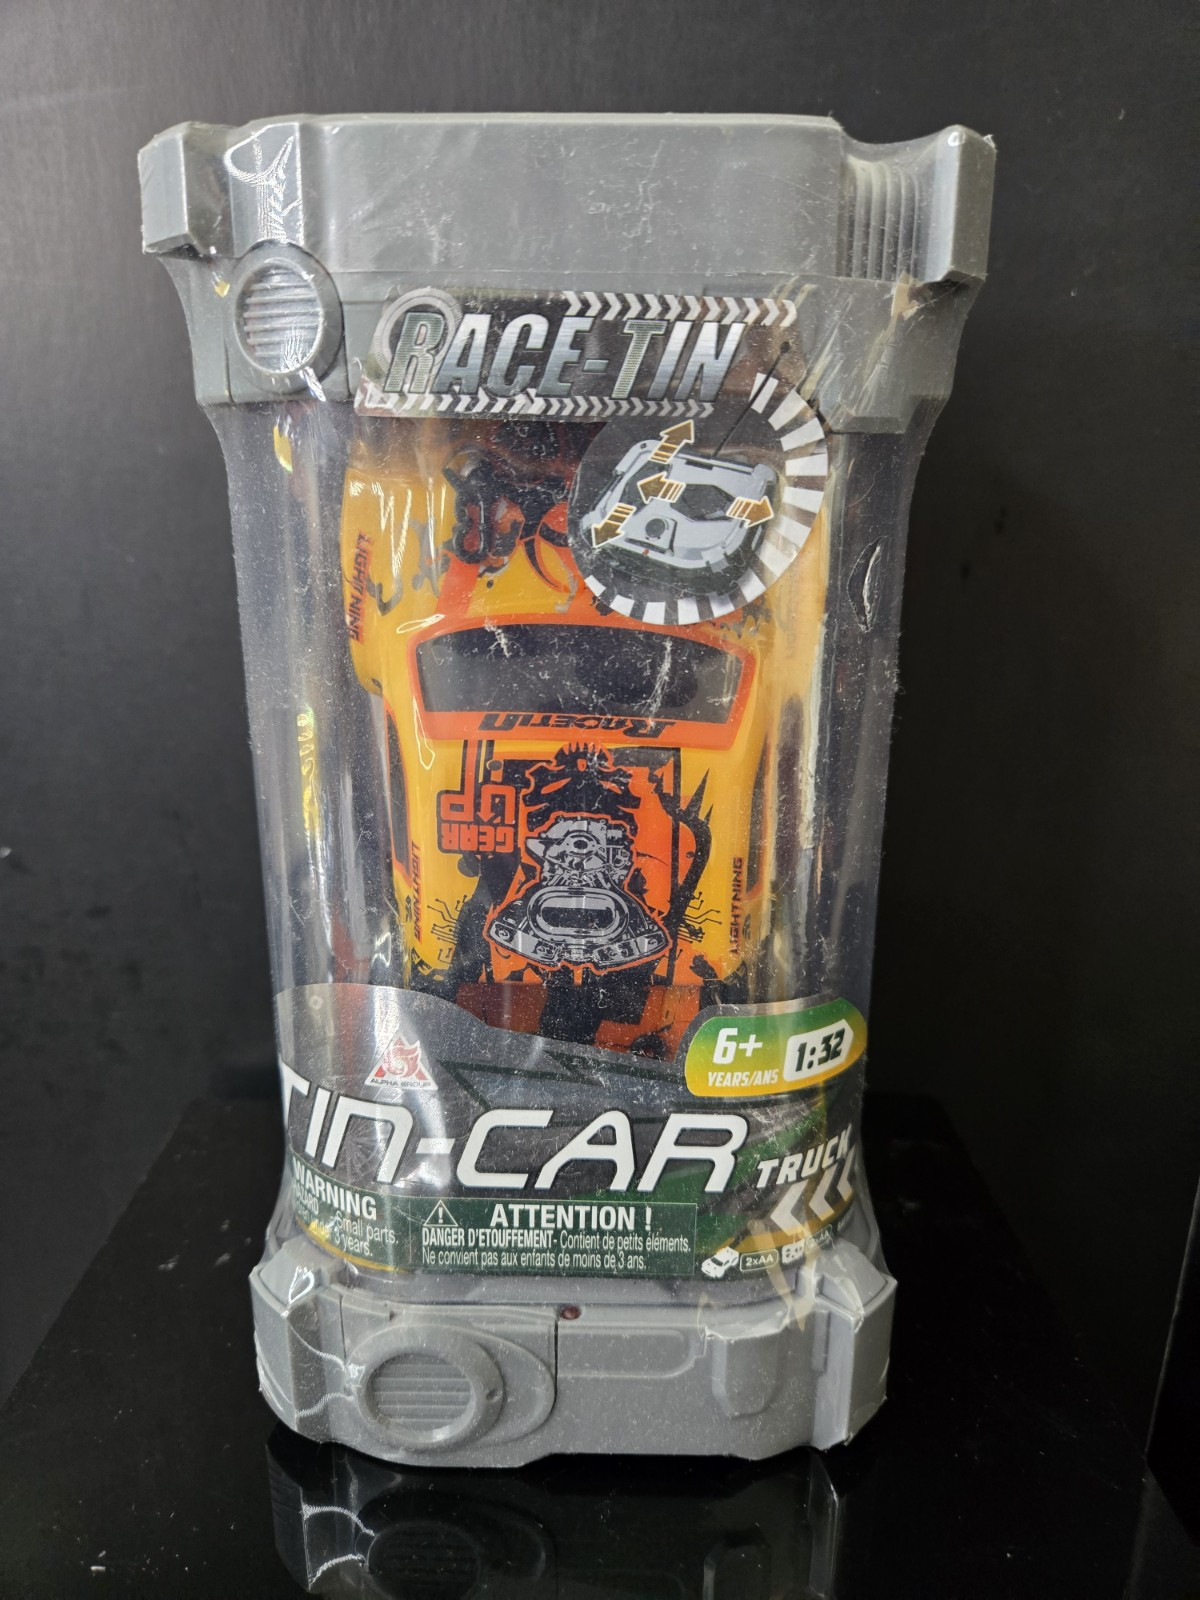 RACE-TIN
LIGHTNING
RACETIN
GEAR
UP
LIGHTNING
LIGHTNING
6+
YEARS/ANS
1:32
ALPHA GROUP
TIN-CAR
TRUCK
WARNING
Small parts.
3 years.
ATTENTION !
DANGER D'ETOUFFEMENT- Contient de petits éléments.
Ne convient pas aux enfants de moins de 3 ans.
2xAA